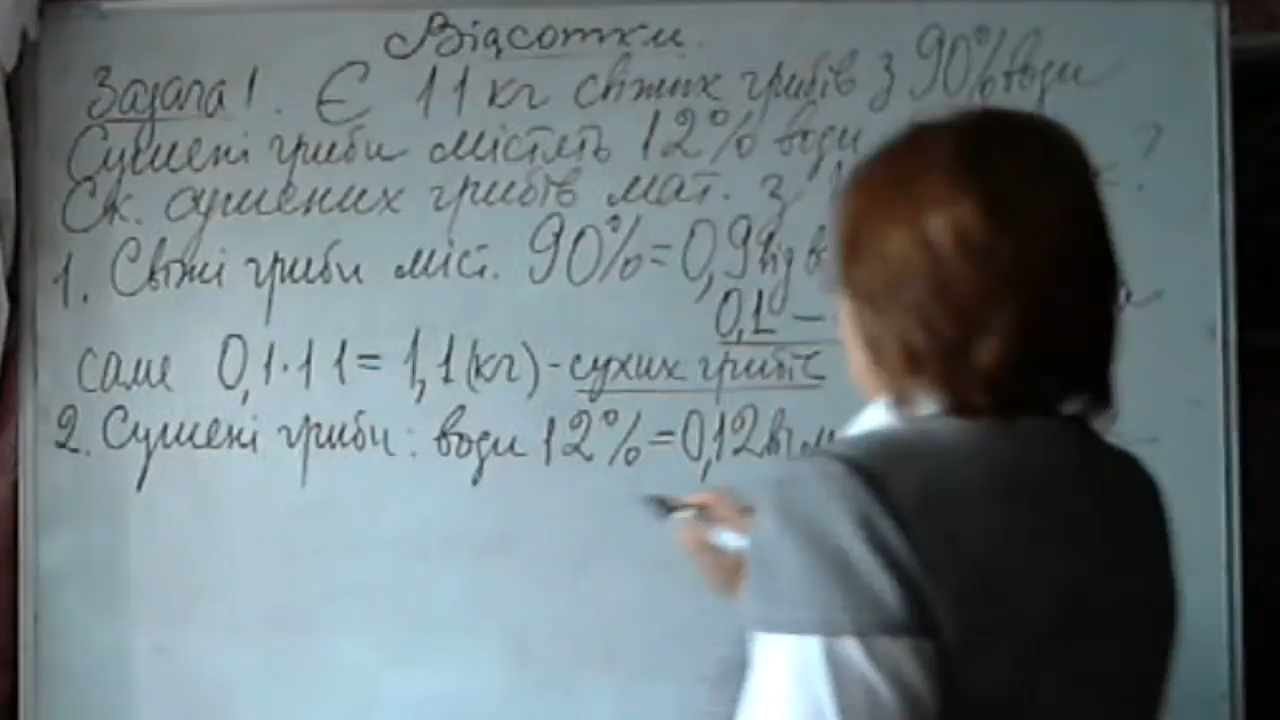 Відсотки.
Задача 1. Є 11 кг свіжих грибів з 90% води
Сушені гриби містять 12% води ?
Ск. сушених грибів мат. з
1. Свіжі гриби міст. 90%=0,9 від
0,1 –
саме 0,1·11=1,1(кг)-сухих грибів
2. Сушені гриби: води 12%=0,12